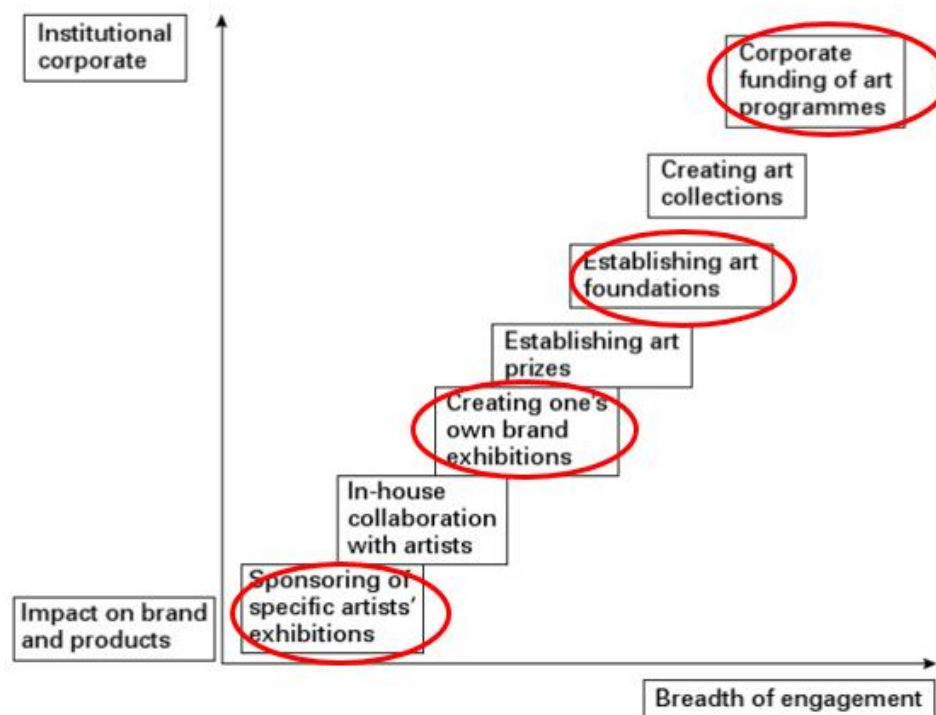 Institutional
corporate
Corporate
funding of art
programmes
Creating art
collections
Establishing art
foundations
Establishing art
prizes
Creating one's
own brand
exhibitions
In-house
collaboration
with artists
Sponsoring of
specific artists'
exhibitions
Impact on brand
and products
Breadth of engagement